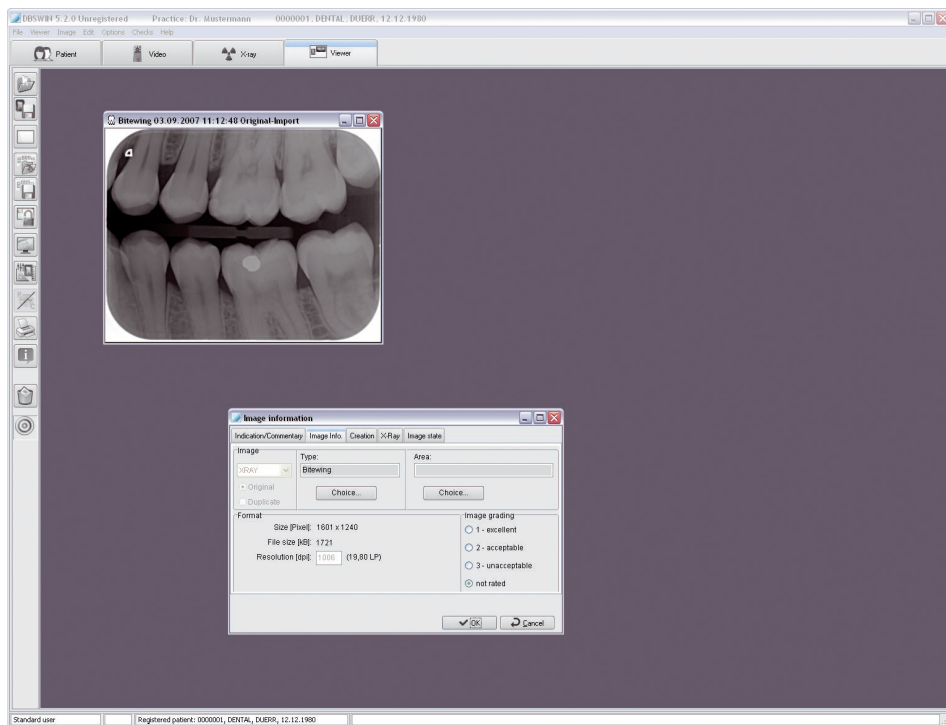 DBSWIN 5.2.0 Unregistered Practice: Dr. Mustermann 0000001, DENTAL, DUERR, 12.12.1980
File Viewer Image Edit Options Checks Help
Patient Video X-ray Viewer
Bitewing 03.09.2007 11:12:48 Original-Import
Image information
Indication/Commentary Image Info. Creation X-Ray Image state
Image
Type:
Area:
XRAY
Bitewing
Original
Choice...
Choice...
Duplicate
Format
Image grading
Size [Pixel]: 1601 x 1240
1 - excellent
File size [kB]: 1721
2 - acceptable
Resolution [dpi]: 1006 (19,80 LP)
3 - unacceptable
not rated
OK
Cancel
Standard user
Registered patient: 0000001, DENTAL, DUERR, 12.12.1980